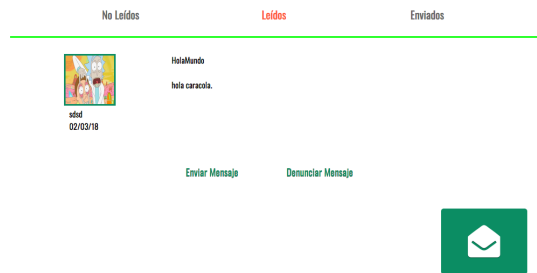 No Leídos
Leídos
Enviados
HolaMundo
hola caracola.
sdsd
02/03/18
Enviar Mensaje
Denunciar Mensaje